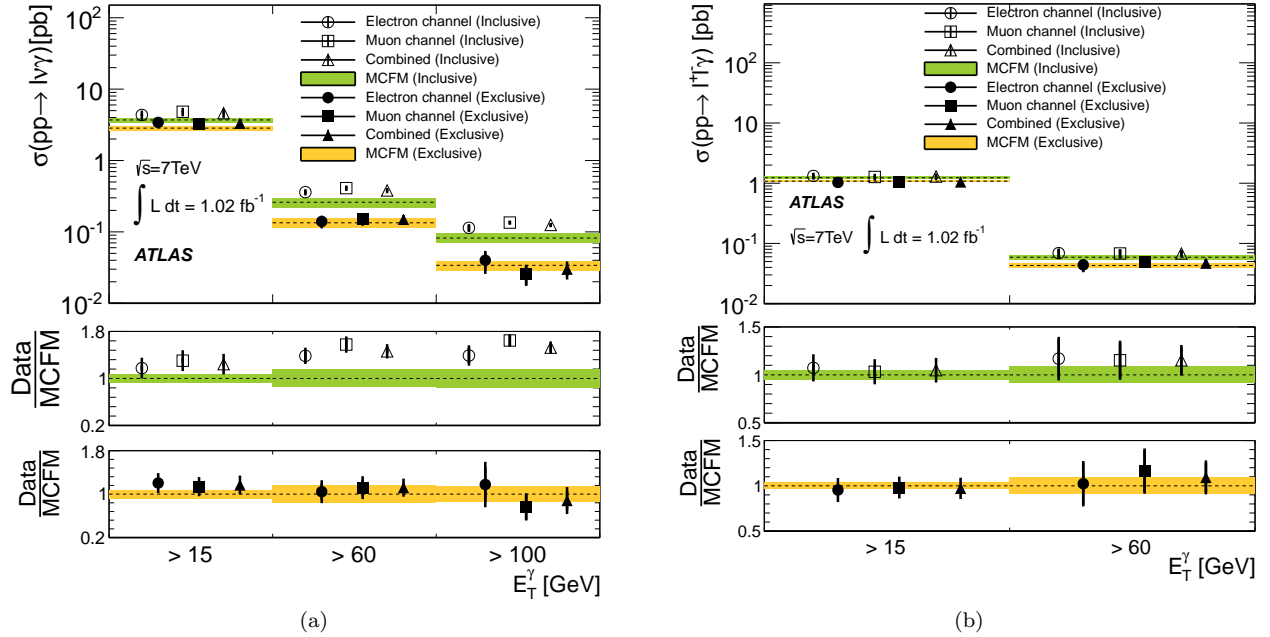 σ(pp→ lνγ)[pb]
10²
10
1
10⁻¹
10⁻²
Electron channel (Inclusive)
Muon channel (Inclusive)
Combined (Inclusive)
MCFM (Inclusive)
Electron channel (Exclusive)
Muon channel (Exclusive)
Combined (Exclusive)
MCFM (Exclusive)
√s=7TeV
∫ L dt = 1.02 fb⁻¹
ATLAS
Data
MCFM
1.8
1
0.2
Data
MCFM
1.8
1
0.2
> 15 > 60 > 100
E_T^γ [GeV]
(a)
σ(pp→ l⁺l⁻γ) [pb]
10²
10
1
10⁻¹
10⁻²
Electron channel (Inclusive)
Muon channel (Inclusive)
Combined (Inclusive)
MCFM (Inclusive)
Electron channel (Exclusive)
Muon channel (Exclusive)
Combined (Exclusive)
MCFM (Exclusive)
ATLAS
√s=7TeV ∫ L dt = 1.02 fb⁻¹
Data
MCFM
1.5
1
0.5
Data
MCFM
1.5
1
0.5
> 15 > 60
E_T^γ [GeV]
(b)